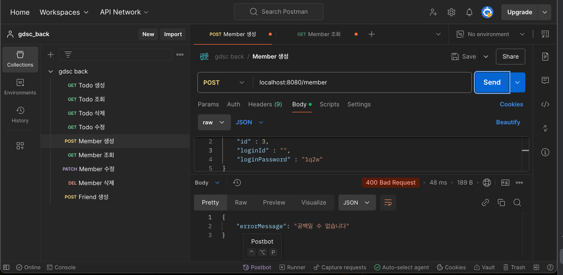 Home Workspaces API Network Search Postman Upgrade
gdsc_back New Import POST Member 생성 GET Member 조회 No environment
Collections
Environments
History
gdsc back
GET Todo 생성
GET Todo 조회
GET Todo 삭제
GET Todo 수정
POST Member 생성
GET Member 조회
PATCH Member 수정
DEL Member 삭제
POST Friend 생성
gdsc back / Member 생성 Save Share
POST localhost:8080/member Send
Params Auth Headers (9) Body Scripts Settings Cookies
raw JSON Beautify
2 "id" : 3,
3 "loginId" : "",
4 "loginPassword" : "1q2w"
5 }
Body 400 Bad Request 48 ms 189 B
Pretty Raw Preview Visualize JSON
1 {
2 "errorMessage": "공백일 수 없습니다"
3 }
Postbot
^ ⌥ P
Online Console Postbot Runner Capture requests Auto-select agent Cookies Vault Trash